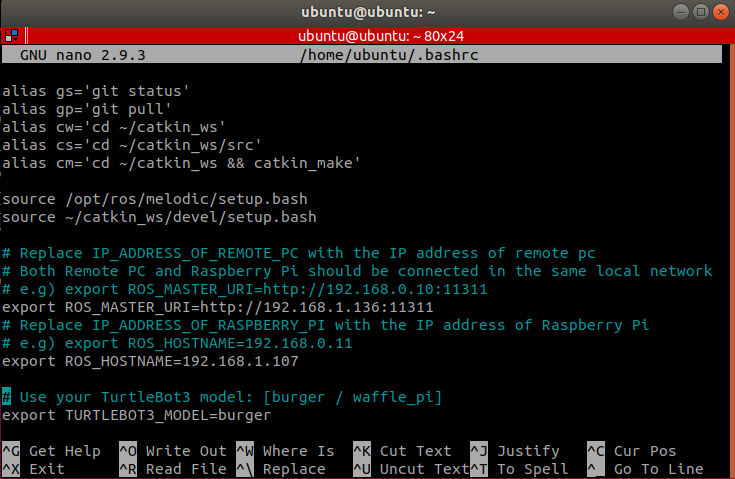 ubuntu@ubuntu: ~
ubuntu@ubuntu: ~ 80x24
GNU nano 2.9.3 /home/ubuntu/.bashrc
alias gs='git status'
alias gp='git pull'
alias cw='cd ~/catkin_ws'
alias cs='cd ~/catkin_ws/src'
alias cm='cd ~/catkin_ws && catkin_make'
source /opt/ros/melodic/setup.bash
source ~/catkin_ws/devel/setup.bash
# Replace IP_ADDRESS_OF_REMOTE_PC with the IP address of remote pc
# Both Remote PC and Raspberry Pi should be connected in the same local network
# e.g) export ROS_MASTER_URI=http://192.168.0.10:11311
export ROS_MASTER_URI=http://192.168.1.136:11311
# Replace IP_ADDRESS_OF_RASPBERRY_PI with the IP address of Raspberry Pi
# e.g) export ROS_HOSTNAME=192.168.0.11
export ROS_HOSTNAME=192.168.1.107
# Use your TurtleBot3 model: [burger / waffle_pi]
export TURTLEBOT3_MODEL=burger
^G Get Help ^O Write Out ^W Where Is ^K Cut Text ^J Justify ^C Cur Pos
^X Exit ^R Read File ^\ Replace ^U Uncut Text ^T To Spell ^_ Go To Line